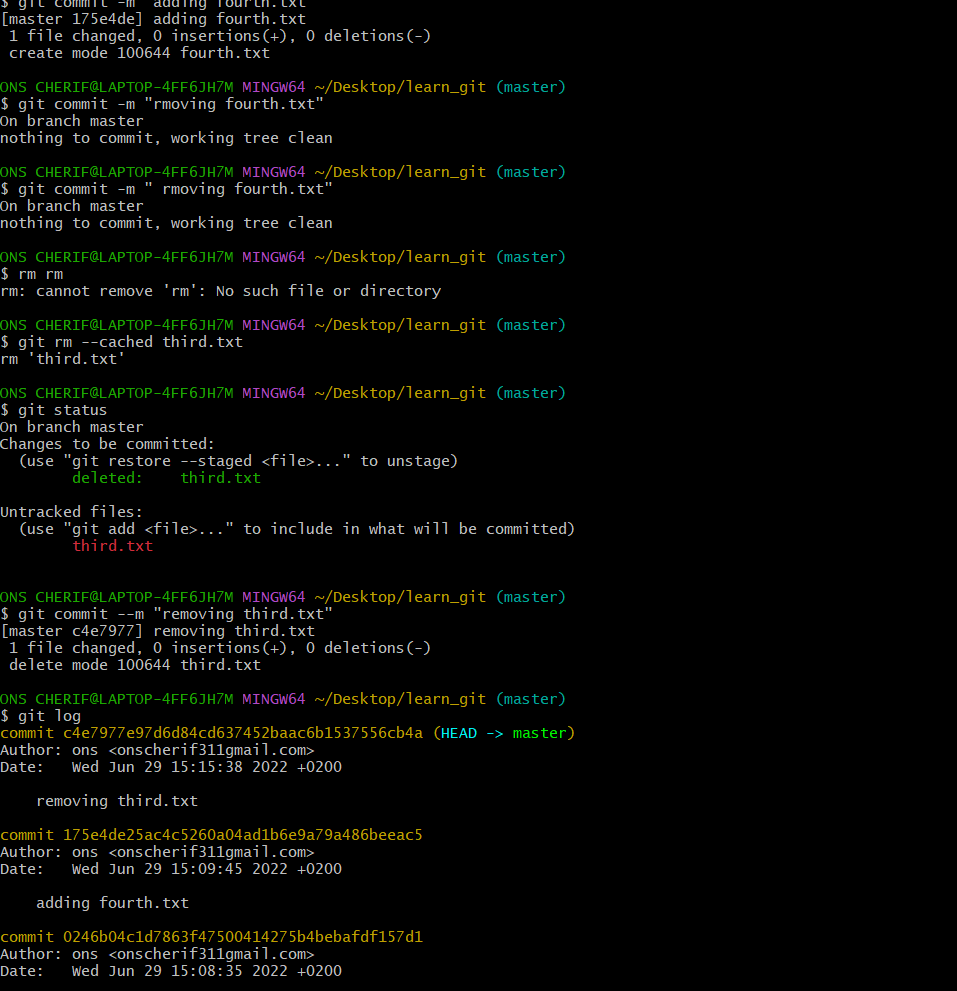 $ git commit -m "adding fourth.txt
[master 175e4de] adding fourth.txt
 1 file changed, 0 insertions(+), 0 deletions(-)
 create mode 100644 fourth.txt

ONS CHERIF@LAPTOP-4FF6JH7M MINGW64 ~/Desktop/learn_git (master)
$ git commit -m "rmoving fourth.txt"
On branch master
nothing to commit, working tree clean

ONS CHERIF@LAPTOP-4FF6JH7M MINGW64 ~/Desktop/learn_git (master)
$ git commit -m " rmoving fourth.txt"
On branch master
nothing to commit, working tree clean

ONS CHERIF@LAPTOP-4FF6JH7M MINGW64 ~/Desktop/learn_git (master)
$ rm rm
rm: cannot remove 'rm': No such file or directory

ONS CHERIF@LAPTOP-4FF6JH7M MINGW64 ~/Desktop/learn_git (master)
$ git rm --cached third.txt
rm 'third.txt'

ONS CHERIF@LAPTOP-4FF6JH7M MINGW64 ~/Desktop/learn_git (master)
$ git status
On branch master
Changes to be committed:
  (use "git restore --staged <file>..." to unstage)
        deleted:    third.txt

Untracked files:
  (use "git add <file>..." to include in what will be committed)
        third.txt


ONS CHERIF@LAPTOP-4FF6JH7M MINGW64 ~/Desktop/learn_git (master)
$ git commit --m "removing third.txt"
[master c4e7977] removing third.txt
 1 file changed, 0 insertions(+), 0 deletions(-)
 delete mode 100644 third.txt

ONS CHERIF@LAPTOP-4FF6JH7M MINGW64 ~/Desktop/learn_git (master)
$ git log
commit c4e7977e97d6d84cd637452baac6b1537556cb4a (HEAD -> master)
Author: ons <onscherif311gmail.com>
Date:   Wed Jun 29 15:15:38 2022 +0200

    removing third.txt

commit 175e4de25ac4c5260a04ad1b6e9a79a486beeac5
Author: ons <onscherif311gmail.com>
Date:   Wed Jun 29 15:09:45 2022 +0200

    adding fourth.txt

commit 0246b04c1d7863f47500414275b4bebafdf157d1
Author: ons <onscherif311gmail.com>
Date:   Wed Jun 29 15:08:35 2022 +0200